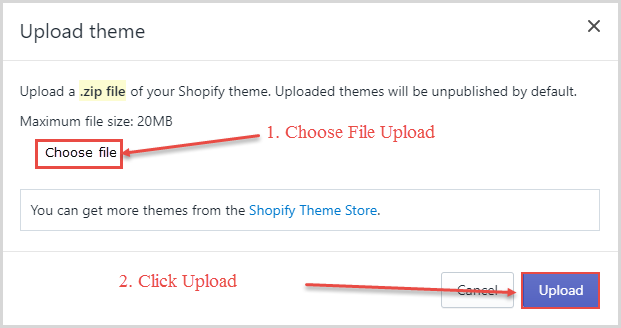 Upload theme
Upload a .zip file of your Shopify theme. Uploaded themes will be unpublished by default.
Maximum file size: 20MB
1. Choose File Upload
Choose file
You can get more themes from the Shopify Theme Store.
2. Click Upload
Cancel
Upload